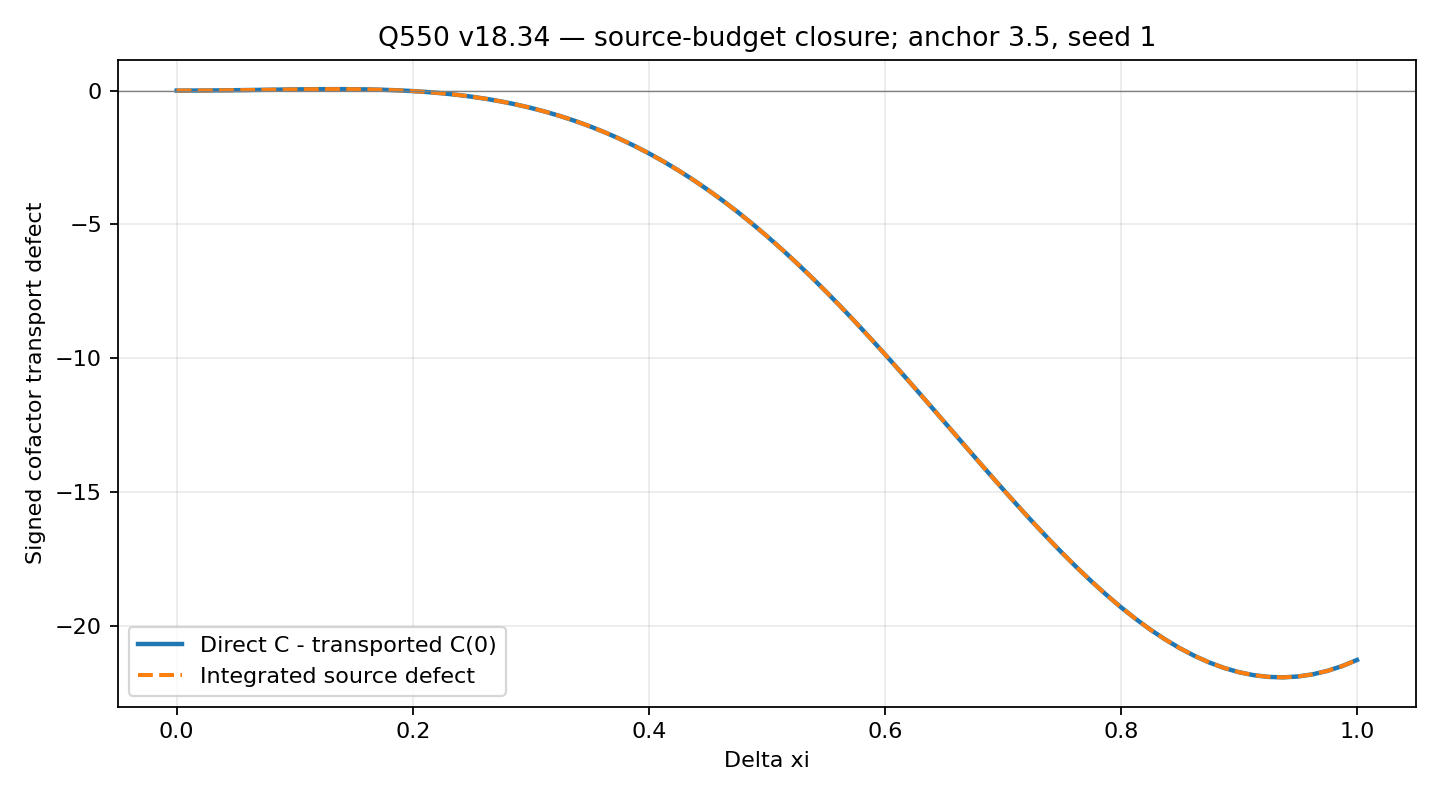 Q550 v18.34 — source-budget closure; anchor 3.5, seed 1
Signed cofactor transport defect
0
−5
−10
−15
−20
Direct C - transported C(0)
Integrated source defect
0.0 0.2 0.4 0.6 0.8 1.0
Delta xi